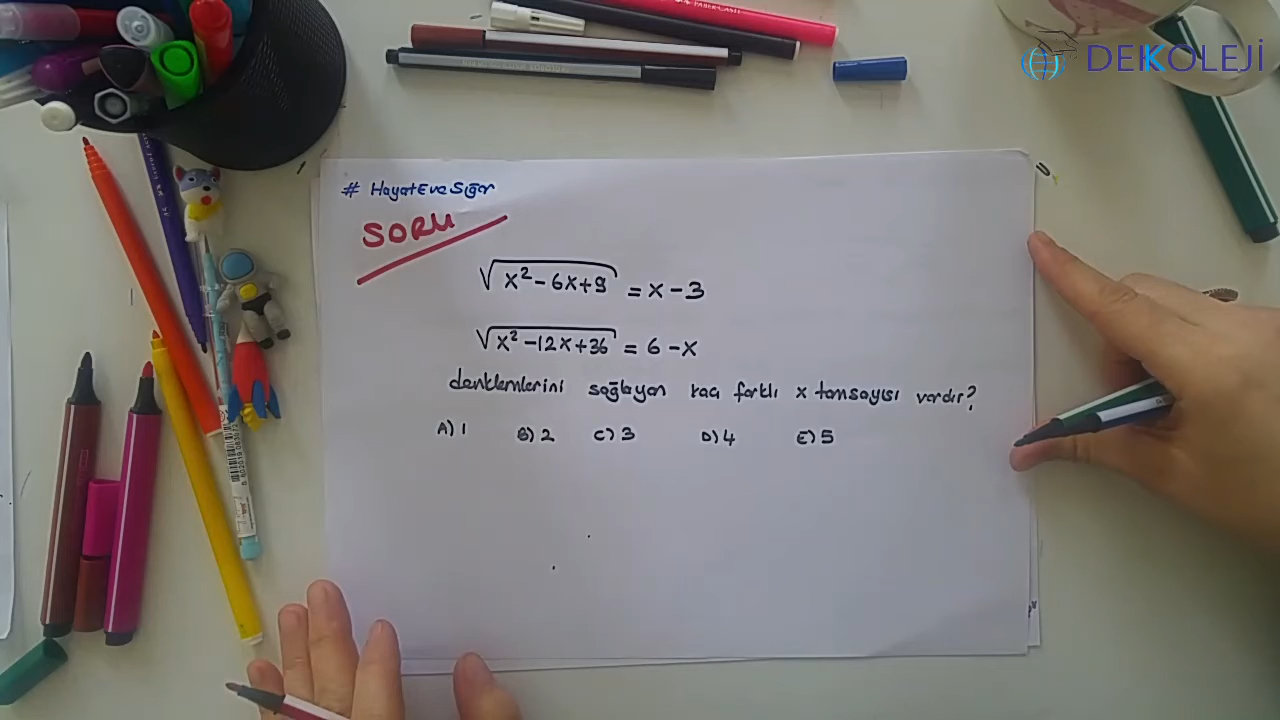 DEKOLEJİ
# HayatEveSığar
SORU
√x²-6x+9 = x-3
√x²-12x+36 = 6-x
denklemlerini sağlayan kaç farklı x tamsayısı vardır?
A) 1 B) 2 C) 3 D) 4 E) 5